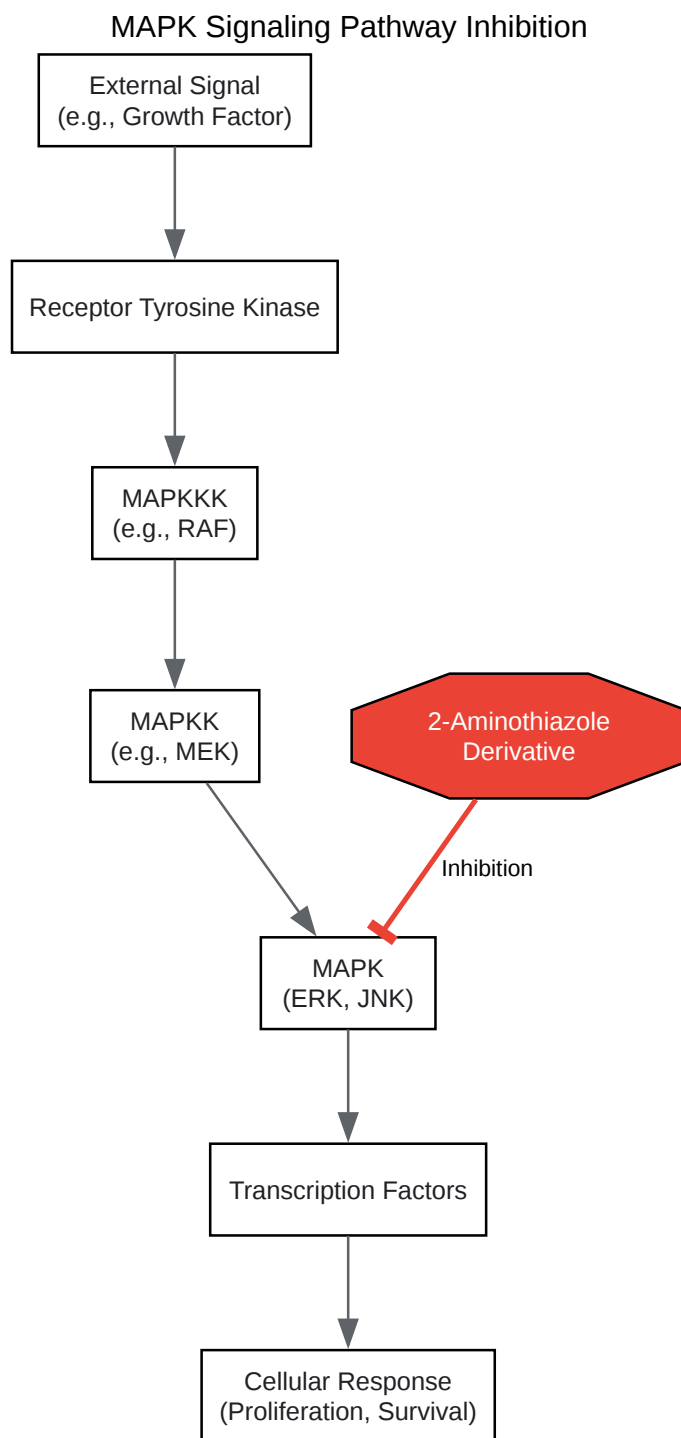 MAPK Signaling Pathway Inhibition
External Signal
(e.g., Growth Factor)
Receptor Tyrosine Kinase
MAPKKK
(e.g., RAF)
MAPKK
(e.g., MEK)
2-Aminothiazole
Derivative
Inhibition
MAPK
(ERK, JNK)
Transcription Factors
Cellular Response
(Proliferation, Survival)